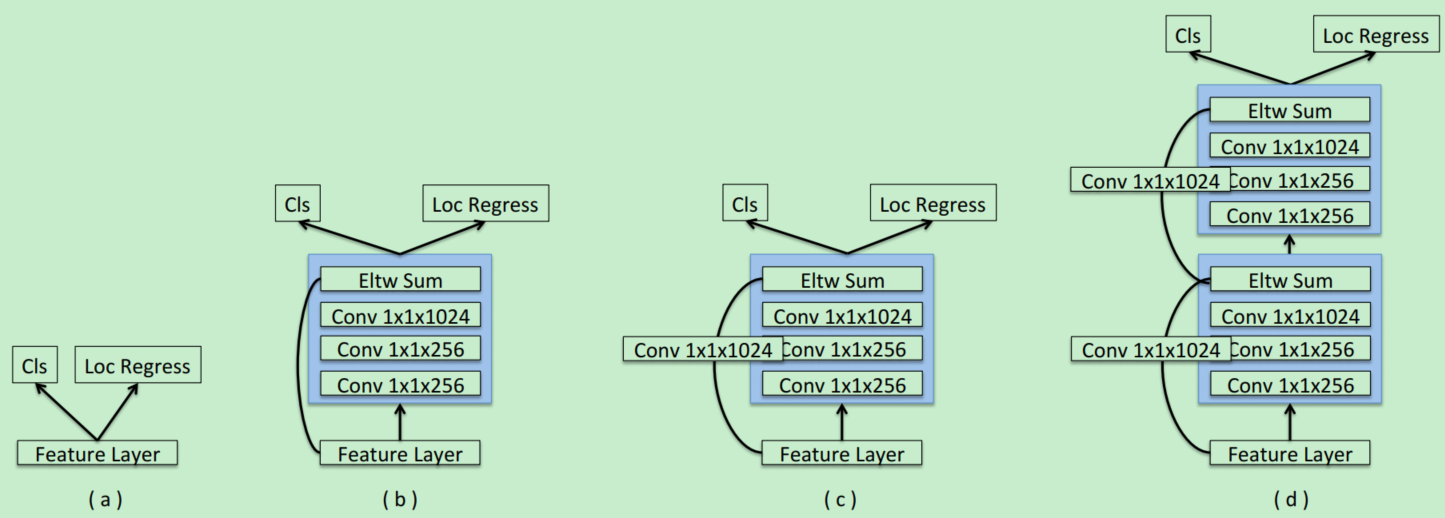 Cls
Loc Regress
Feature Layer
( a )
Cls
Loc Regress
Eltw Sum
Conv 1x1x1024
Conv 1x1x256
Conv 1x1x256
Feature Layer
( b )
Cls
Loc Regress
Eltw Sum
Conv 1x1x1024
Conv 1x1x1024
Conv 1x1x256
Conv 1x1x256
Feature Layer
( c )
Cls
Loc Regress
Eltw Sum
Conv 1x1x1024
Conv 1x1x1024
Conv 1x1x256
Conv 1x1x256
Eltw Sum
Conv 1x1x1024
Conv 1x1x1024
Conv 1x1x256
Conv 1x1x256
Feature Layer
( d )